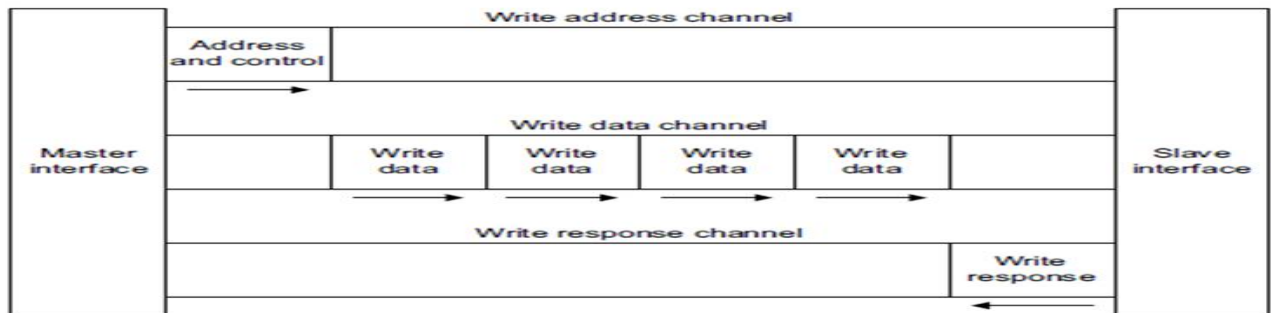 Write address channel
Address
and control
Write data channel
Master
interface
Write
data
Write
data
Write
data
Write
data
Slave
interface
Write response channel
Write
response